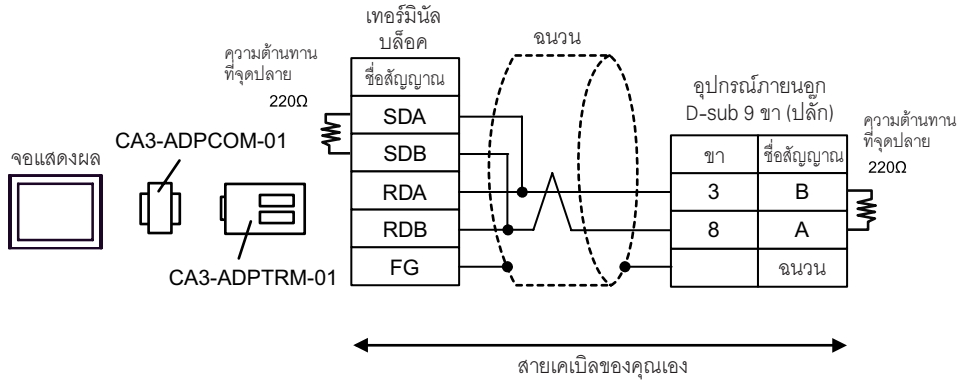 เทอร์มินัล
บล็อค
ความต้านทาน
ที่จุดปลาย
220Ω
ฉนวน
ชื่อสัญญาณ
SDA
SDB
RDA
RDB
FG
จอแสดงผล
CA3-ADPCOM-01
CA3-ADPTRM-01
อุปกรณ์ภายนอก
D-sub 9 ขา (ปลั๊ก)
ขา ชื่อสัญญาณ
3 B
8 A
ฉนวน
ความต้านทาน
ที่จุดปลาย
220Ω
สายเคเบิลของคุณเอง